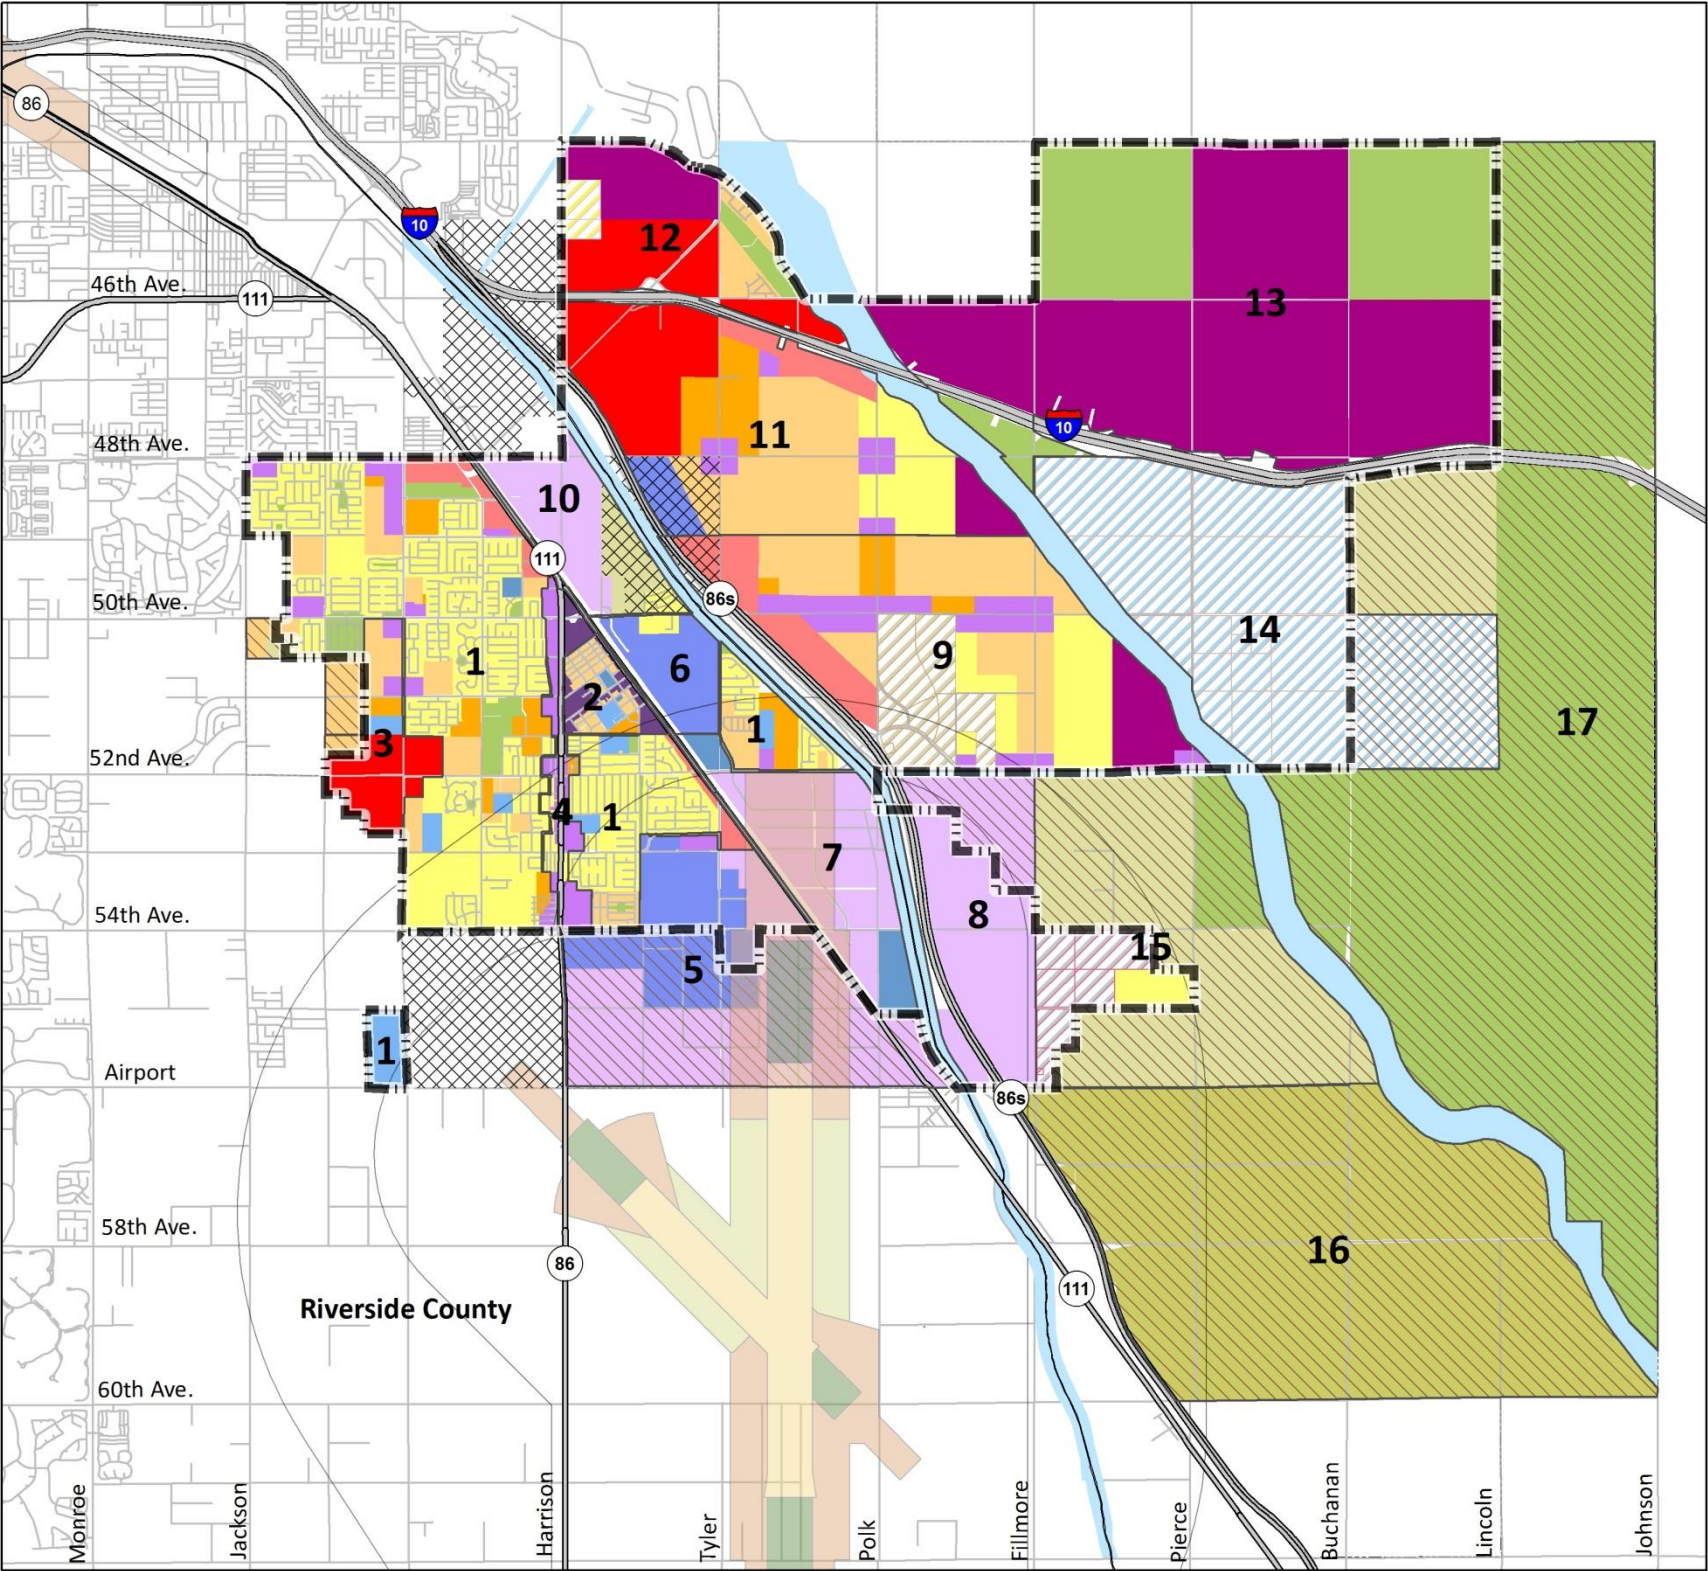 86
10
12
46th Ave.
111
13
10
11
48th Ave.
10
111
86s
50th Ave.
14
9
1
6
2
17
1
3
52nd Ave.
4
1
7
8
54th Ave.
15
5
1
Airport
86s
58th Ave.
16
86
111
Riverside County
60th Ave.
Monroe
Jackson
Harrison
Tyler
Polk
Fillmore
Pierce
Buchanan
Lincoln
Johnson